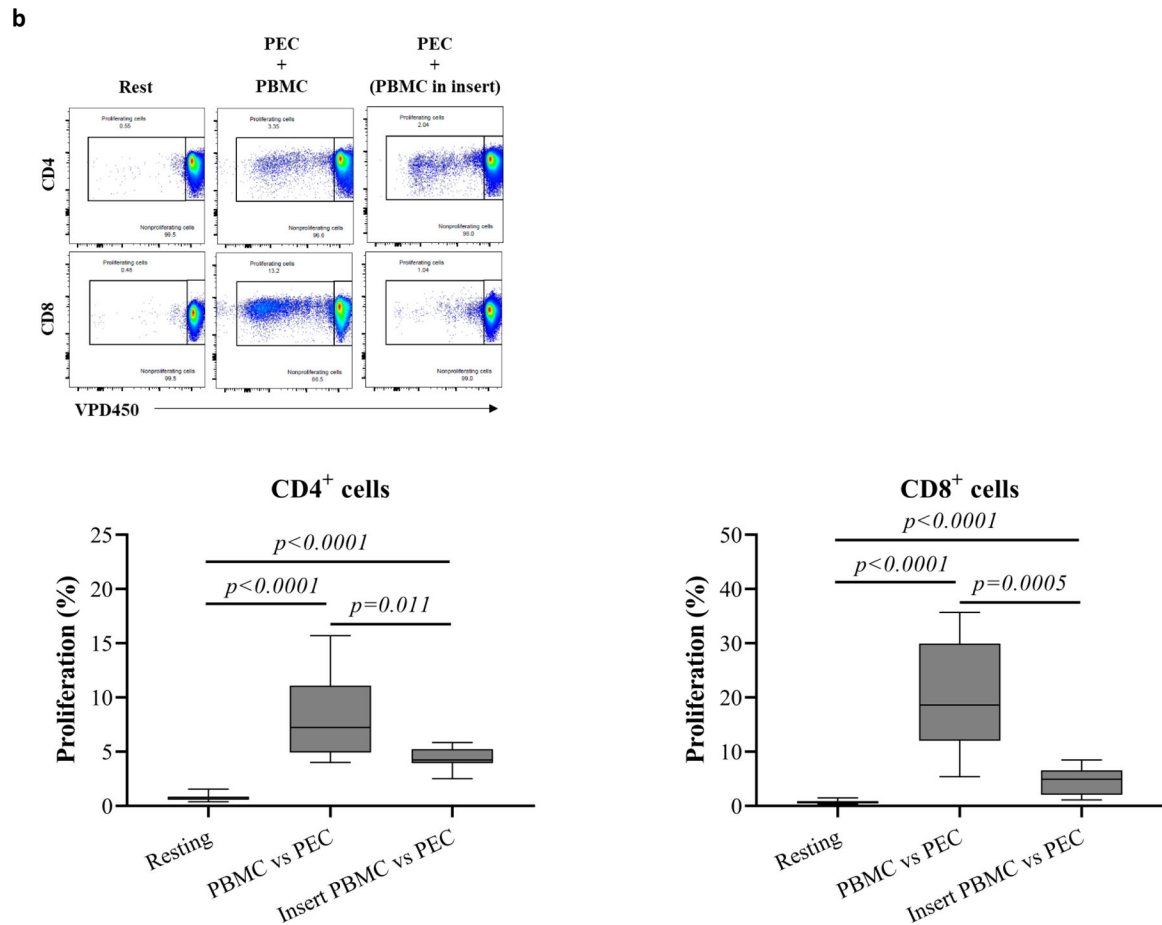 b
Rest
PEC
+
PBMC
PEC
+
(PBMC in insert)
CD4
Proliferating cells
0.55
Nonproliferating cells
99.5
Proliferating cells
3.35
Nonproliferating cells
96.6
Proliferating cells
2.04
Nonproliferating cells
98.0
CD8
Proliferating cells
0.48
Nonproliferating cells
99.5
Proliferating cells
13.2
Nonproliferating cells
86.5
Proliferating cells
1.04
Nonproliferating cells
99.0
VPD450
CD4+ cells
Proliferation (%)
25
20
15
10
5
0
p<0.0001
p<0.0001
p=0.011
Resting
PBMC vs PEC
Insert PBMC vs PEC
CD8+ cells
Proliferation (%)
50
40
30
20
10
0
p<0.0001
p<0.0001
p=0.0005
Resting
PBMC vs PEC
Insert PBMC vs PEC